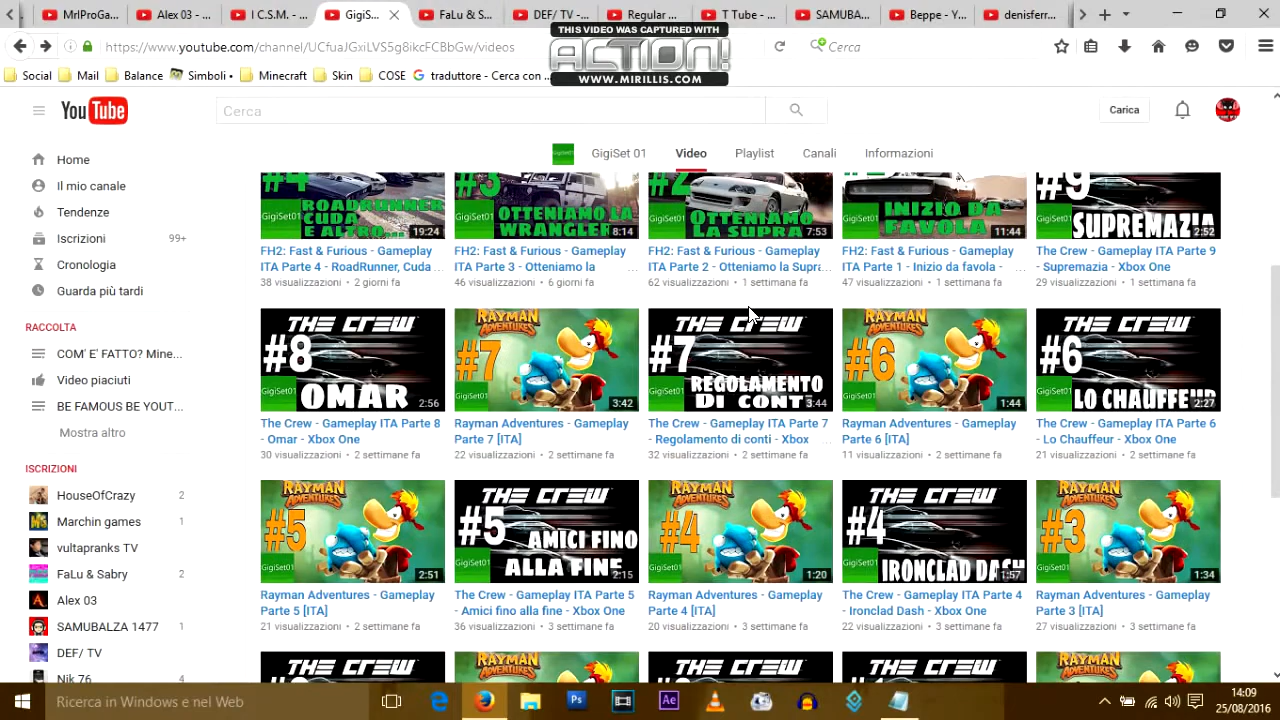 MrlProGa...
Alex 03 -
I C.S.M. -
GigiS...
FaLu & S...
DEF/ TV -
Mirill...
T Tube -
SAMUBA...
Beppe - Y...
denisferr...
THIS VIDEO WAS CAPTURED WITH
ACTION!
WWW.MIRILLIS.COM
https://www.youtube.com/channel/UCfuaJGxiLVS5g8ikcFCBbGw/videos
Cerca
Social
Mail
Balance
Simboli •
Minecraft
Skin
COSE
traduttore - Cerca con ...
YouTube
Cerca
Carica
GigiSet 01
Video
Playlist
Canali
Informazioni
Home
Il mio canale
Tendenze
Iscrizioni 99+
Cronologia
Guarda più tardi
RACCOLTA
COM' E' FATTO? Mine...
Video piaciuti
BE FAMOUS BE YOUT...
Mostra altro
ISCRIZIONI
HouseOfCrazy 2
Marchin games 1
vultapranks TV
FaLu & Sabry 2
Alex 03
SAMUBALZA 1477 1
DEF/ TV
Nik 76 4
#4
ROADRUNNER
CUDA
E ALTRO...
GigiSet01
19:24
FH2: Fast & Furious - Gameplay
ITA Parte 4 - RoadRunner, Cuda ...
38 visualizzazioni • 2 giorni fa
#3
OTTENIAMO LA
WRANGLER
GigiSet01
8:14
FH2: Fast & Furious - Gameplay
ITA Parte 3 - Otteniamo la ...
46 visualizzazioni • 6 giorni fa
#2
OTTENIAMO
LA SUPRA
GigiSet01
7:53
FH2: Fast & Furious - Gameplay
ITA Parte 2 - Otteniamo la Supra...
62 visualizzazioni • 1 settimana fa
INIZIO DA
FAVOLA
GigiSet01
11:44
FH2: Fast & Furious - Gameplay
ITA Parte 1 - Inizio da favola - ...
47 visualizzazioni • 1 settimana fa
#9
SUPREMAZIA
GigiSet01
2:52
The Crew - Gameplay ITA Parte 9
- Supremazia - Xbox One
29 visualizzazioni • 1 settimana fa
THE CREW
#8
OMAR
GigiSet01
2:56
The Crew - Gameplay ITA Parte 8
- Omar - Xbox One
30 visualizzazioni • 2 settimane fa
RAYMAN
ADVENTURES
#7
GigiSet01
3:42
Rayman Adventures - Gameplay
Parte 7 [ITA]
22 visualizzazioni • 2 settimane fa
THE CREW
#7
REGOLAMENTO
DI CONTI
GigiSet01
3:44
The Crew - Gameplay ITA Parte 7
- Regolamento di conti - Xbox ...
32 visualizzazioni • 2 settimane fa
RAYMAN
ADVENTURES
#6
GigiSet01
1:44
Rayman Adventures - Gameplay
Parte 6 [ITA]
11 visualizzazioni • 2 settimane fa
THE CREW
#6
LO CHAUFFEUR
GigiSet01
2:27
The Crew - Gameplay ITA Parte 6
- Lo Chauffeur - Xbox One
21 visualizzazioni • 2 settimane fa
RAYMAN
ADVENTURES
#5
GigiSet01
2:51
Rayman Adventures - Gameplay
Parte 5 [ITA]
21 visualizzazioni • 2 settimane fa
THE CREW
#5
AMICI FINO
ALLA FINE
GigiSet01
2:15
The Crew - Gameplay ITA Parte 5
- Amici fino alla fine - Xbox One
36 visualizzazioni • 3 settimane fa
RAYMAN
ADVENTURES
#4
GigiSet01
1:20
Rayman Adventures - Gameplay
Parte 4 [ITA]
20 visualizzazioni • 3 settimane fa
THE CREW
#4
IRONCLAD DASH
GigiSet01
1:57
The Crew - Gameplay ITA Parte 4
- Ironclad Dash - Xbox One
22 visualizzazioni • 3 settimane fa
RAYMAN
ADVENTURES
#3
GigiSet01
1:34
Rayman Adventures - Gameplay
Parte 3 [ITA]
27 visualizzazioni • 3 settimane fa
THE CREW
RAYMAN
THE CREW
THE CREW
RAYMAN
Ricerca in Windows e nel Web
14:09
25/08/2016